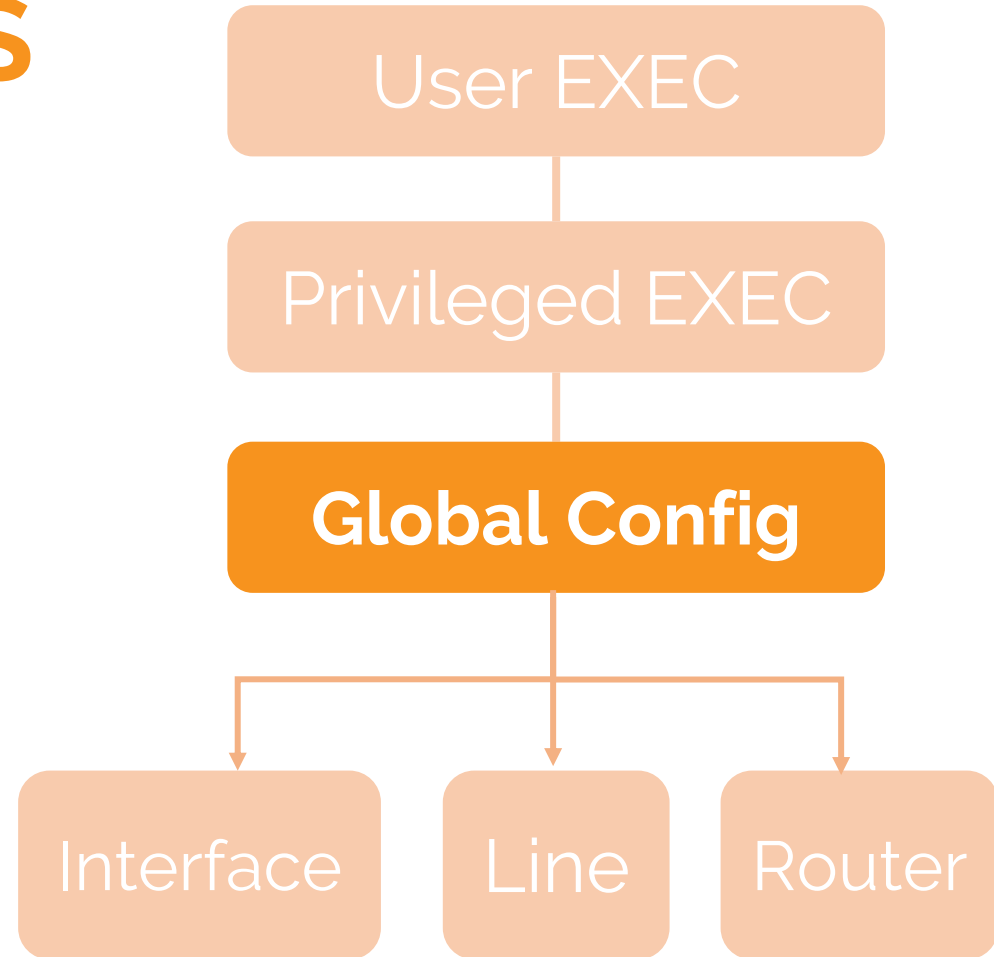 User EXEC
Privileged EXEC
Global Config
Interface
Line
Router